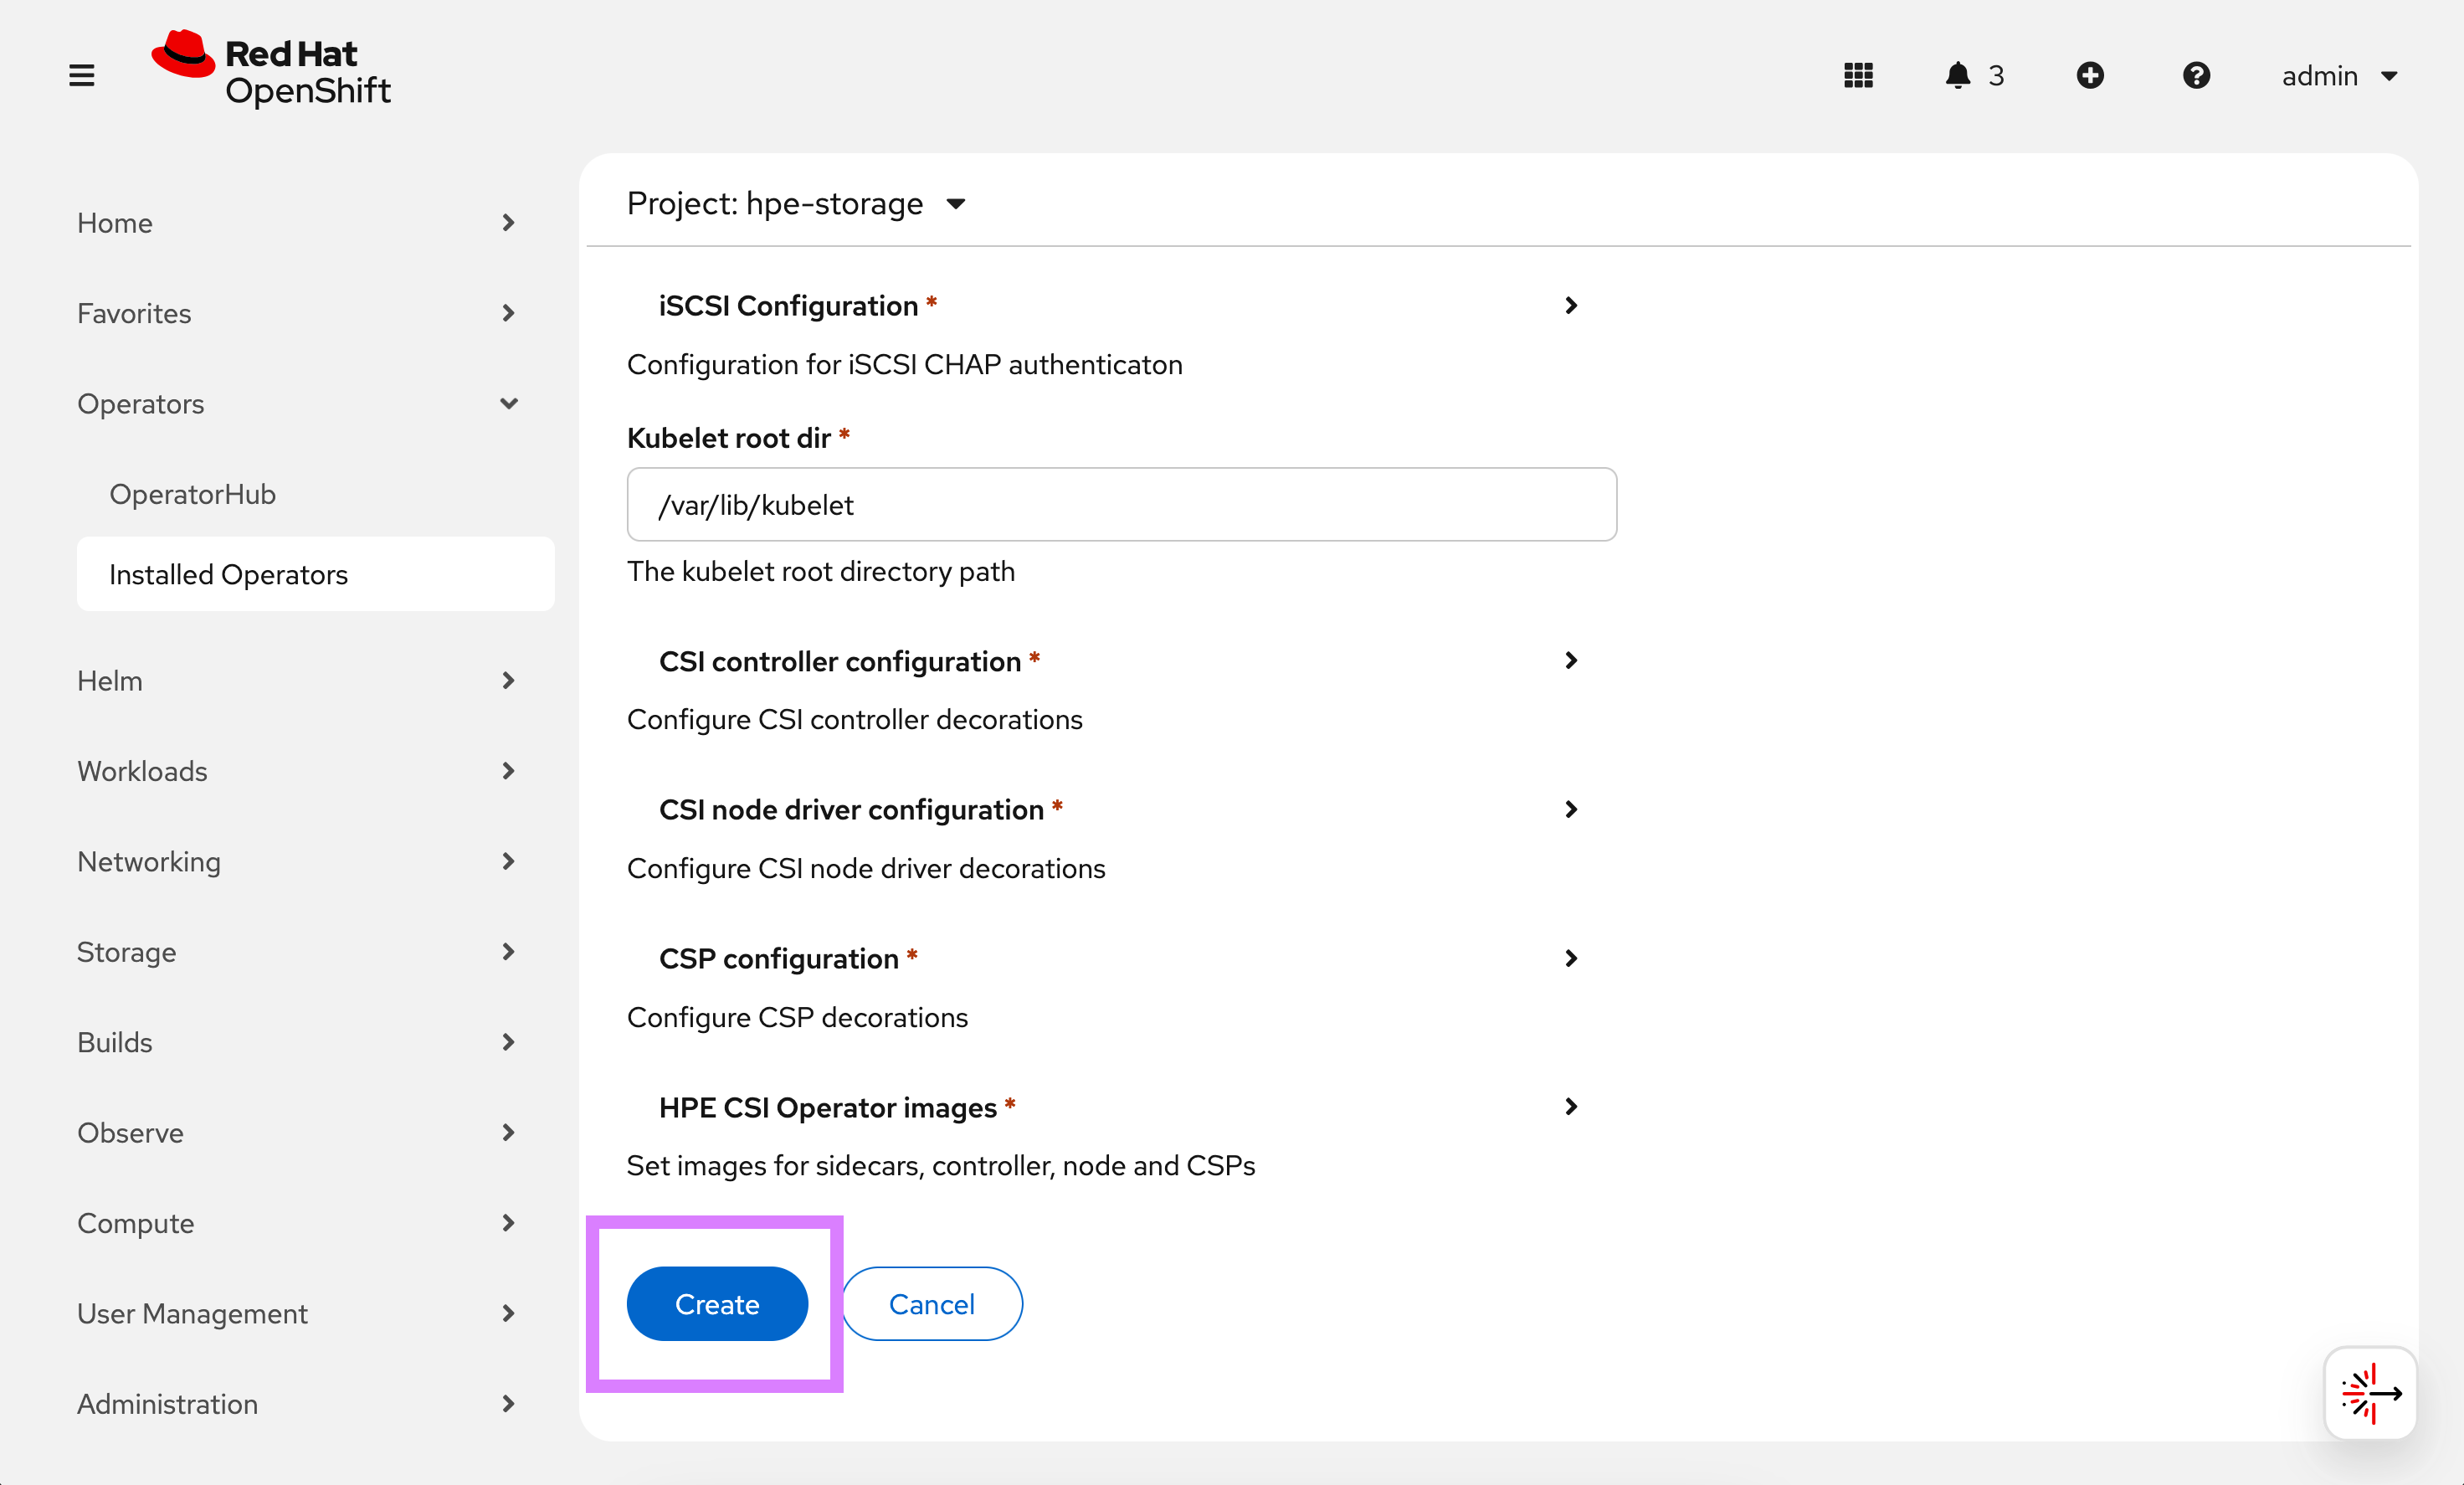 Red Hat
OpenShift
3
admin
Home
Favorites
Operators
OperatorHub
Installed Operators
Helm
Workloads
Networking
Storage
Builds
Observe
Compute
User Management
Administration
Project: hpe-storage
iSCSI Configuration *
Configuration for iSCSI CHAP authenticaton
Kubelet root dir *
/var/lib/kubelet
The kubelet root directory path
CSI controller configuration *
Configure CSI controller decorations
CSI node driver configuration *
Configure CSI node driver decorations
CSP configuration *
Configure CSP decorations
HPE CSI Operator images *
Set images for sidecars, controller, node and CSPs
Create Cancel